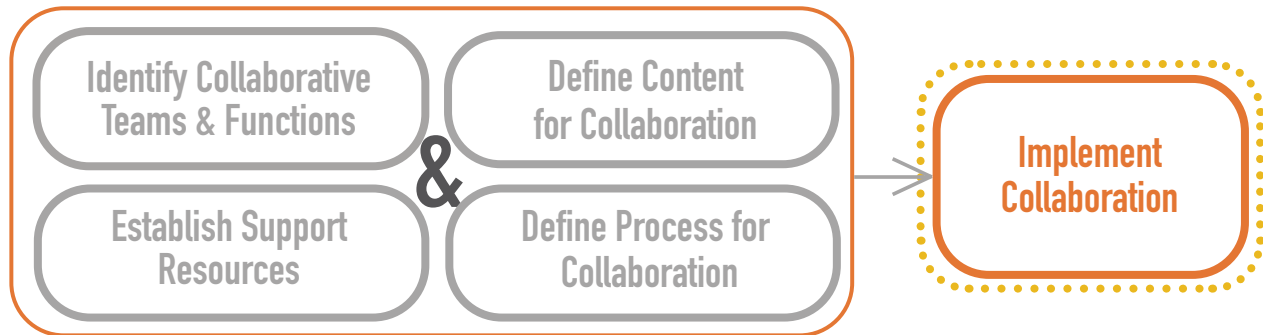 Identify Collaborative
Teams & Functions
Define Content
for Collaboration
&
Establish Support
Resources
Define Process for
Collaboration
Implement
Collaboration